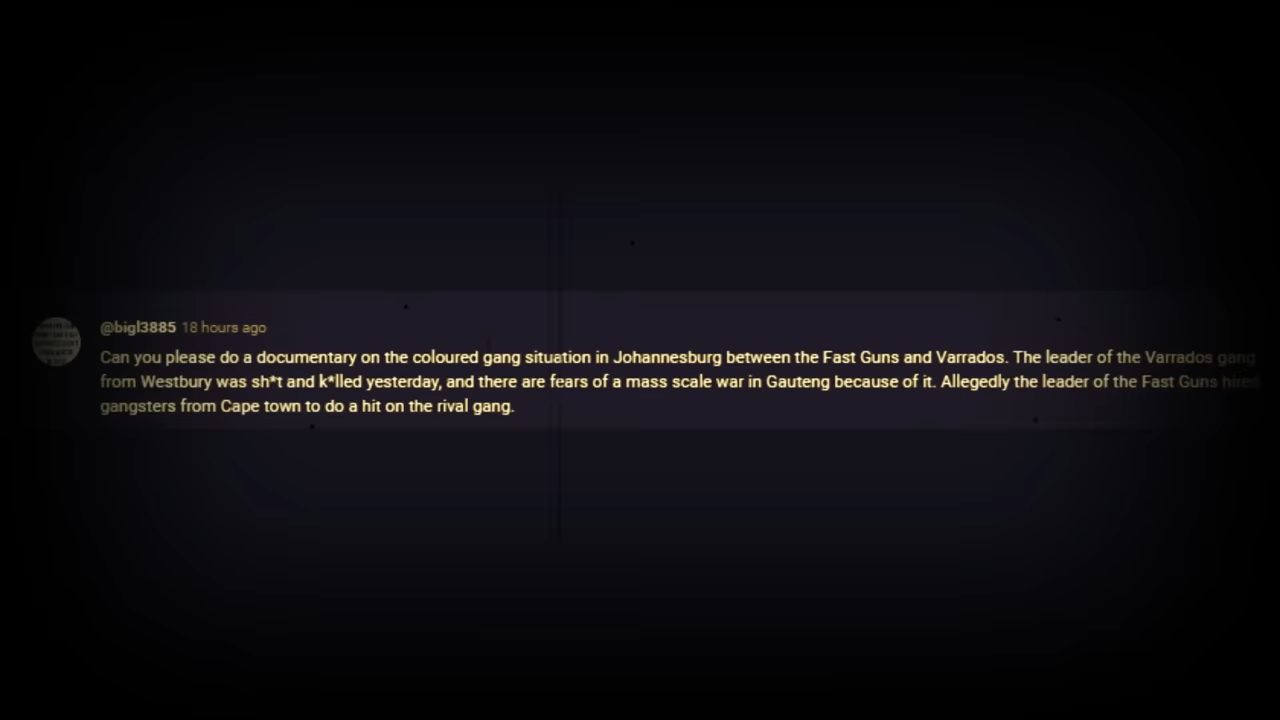 @bigl3885 18 hours ago
Can you please do a documentary on the coloured gang situation in Johannesburg between the Fast Guns and Varrados. The leader of the Varrados gang
from Westbury was sh*t and k*lled yesterday, and there are fears of a mass scale war in Gauteng because of it. Allegedly the leader of the Fast Guns hired
gangsters from Cape town to do a hit on the rival gang.